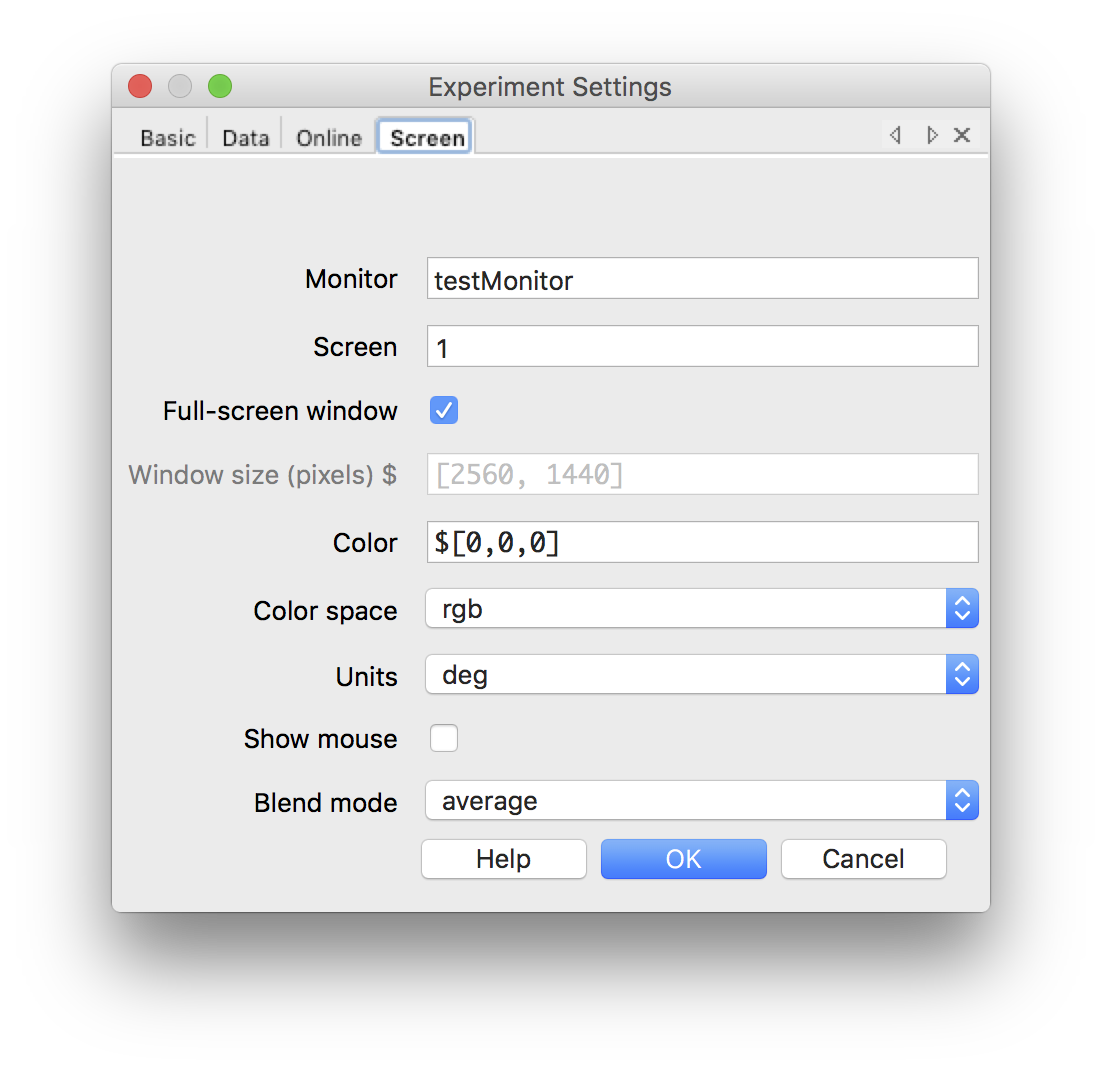 Experiment Settings
Basic Data Online Screen
Monitor testMonitor
Screen 1
Full-screen window
Window size (pixels) $ [2560, 1440]
Color $[0,0,0]
Color space rgb
Units deg
Show mouse
Blend mode average
Help OK Cancel